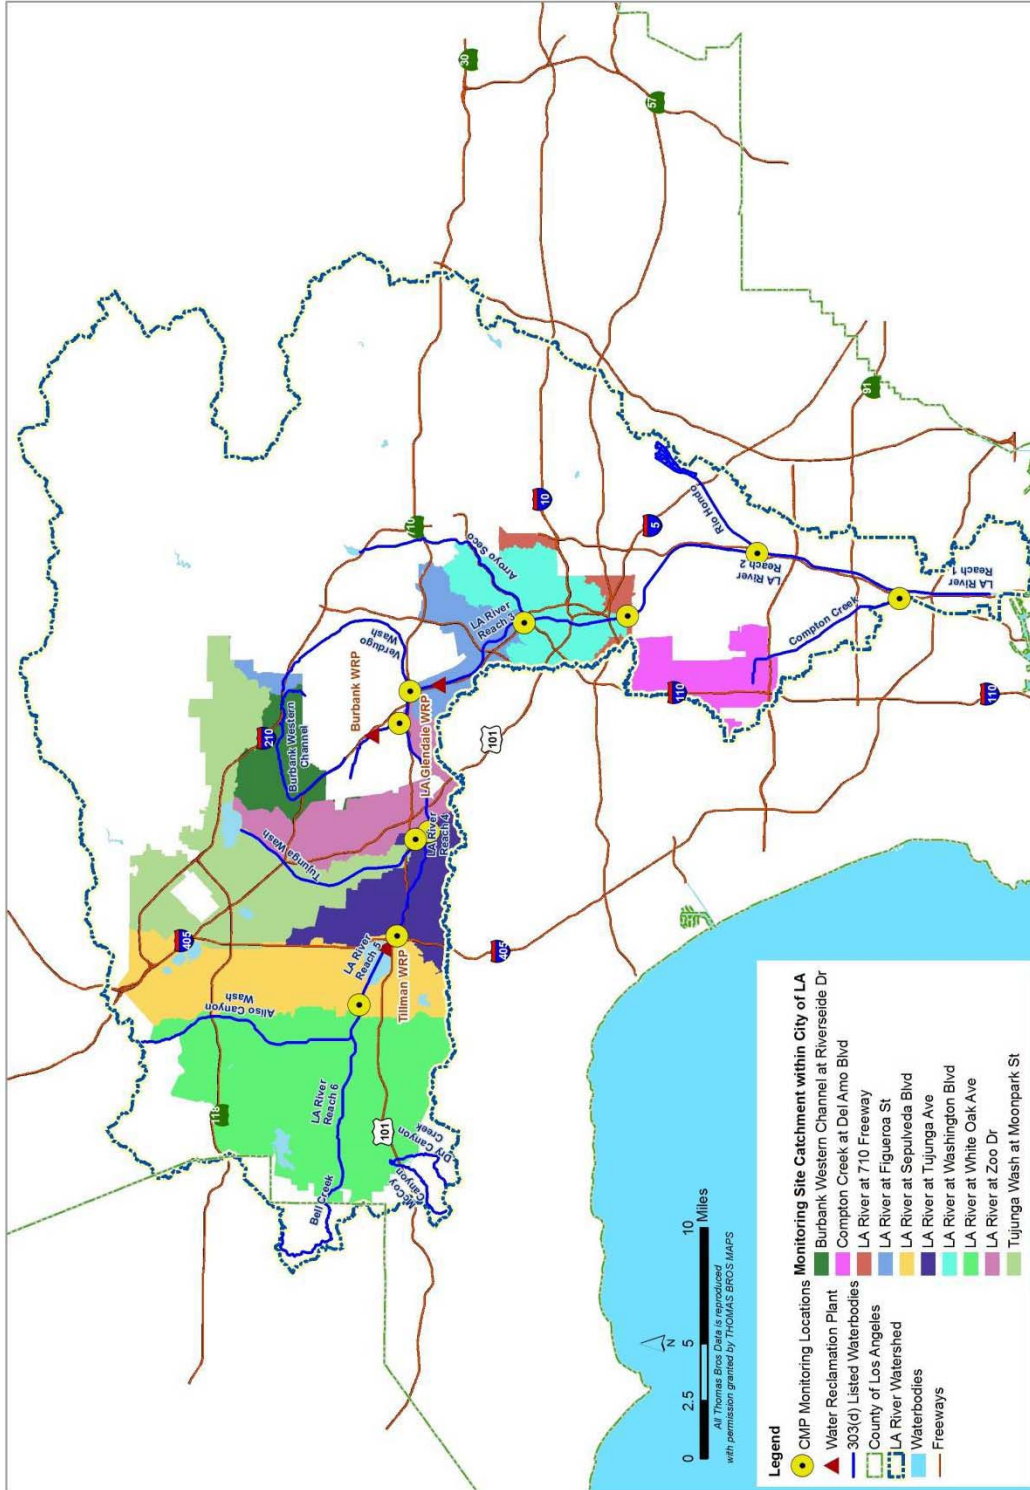 30
57
10
5
91
710
210
110
110
101
405
405
118
101
Arroyo Seco
Rio Hondo
LA River
Reach 3
LA River
Reach 2
LA River
Reach 1
Compton Creek
Verdugo
Wash
Burbank WRP
Burbank Western
Channel
LA Glendale WRP
Tujunga Wash
LA River
Reach 4
LA River
Reach 5
Tillman WRP
Aliso Canyon
Wash
LA River
Reach 6
Bell Creek
McCoy
Canyon
Dry Canyon
Creek
N
0
2.5
5
10
Miles
All Thomas Bros Data is reproduced
with permission granted by THOMAS BROS MAPS
Legend
CMP Monitoring Locations
Water Reclamation Plant
303(d) Listed Waterbodies
County of Los Angeles
LA River Watershed
Waterbodies
Freeways
Monitoring Site Catchment within City of LA
Burbank Western Channel at Riverseide Dr
Compton Creek at Del Amo Blvd
LA River at 710 Freeway
LA River at Figueroa St
LA River at Sepulveda Blvd
LA River at Tujunga Ave
LA River at Washington Blvd
LA River at White Oak Ave
LA River at Zoo Dr
Tujunga Wash at Moonpark St